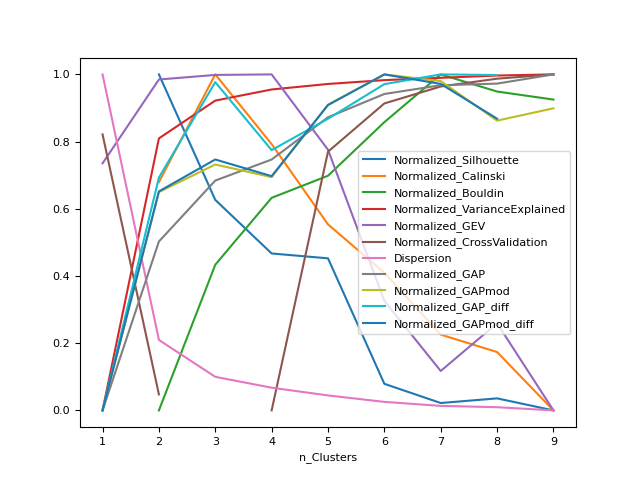 1.0
0.8
0.6
0.4
0.2
0.0
Normalized_Silhouette
Normalized_Calinski
Normalized_Bouldin
Normalized_VarianceExplained
Normalized_GEV
Normalized_CrossValidation
Dispersion
Normalized_GAP
Normalized_GAPmod
Normalized_GAP_diff
Normalized_GAPmod_diff
1 2 3 4 5 6 7 8 9
n_Clusters